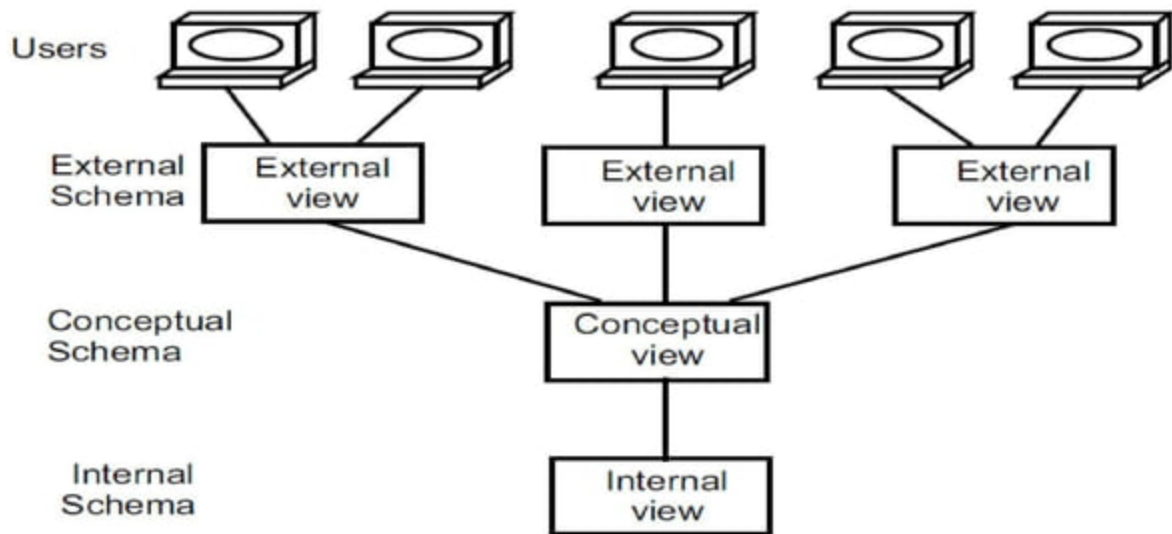 Users
External
Schema
External
view
External
view
External
view
Conceptual
Schema
Conceptual
view
Internal
Schema
Internal
view